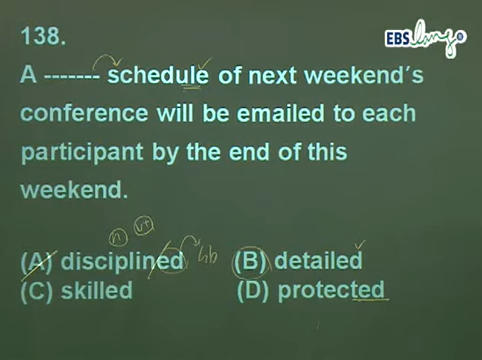 138.
EBSlang
A ------- schedule of next weekend's
conference will be emailed to each
participant by the end of this
weekend.
n vt
(A) disciplined (B) detailed
(C) skilled (D) protected